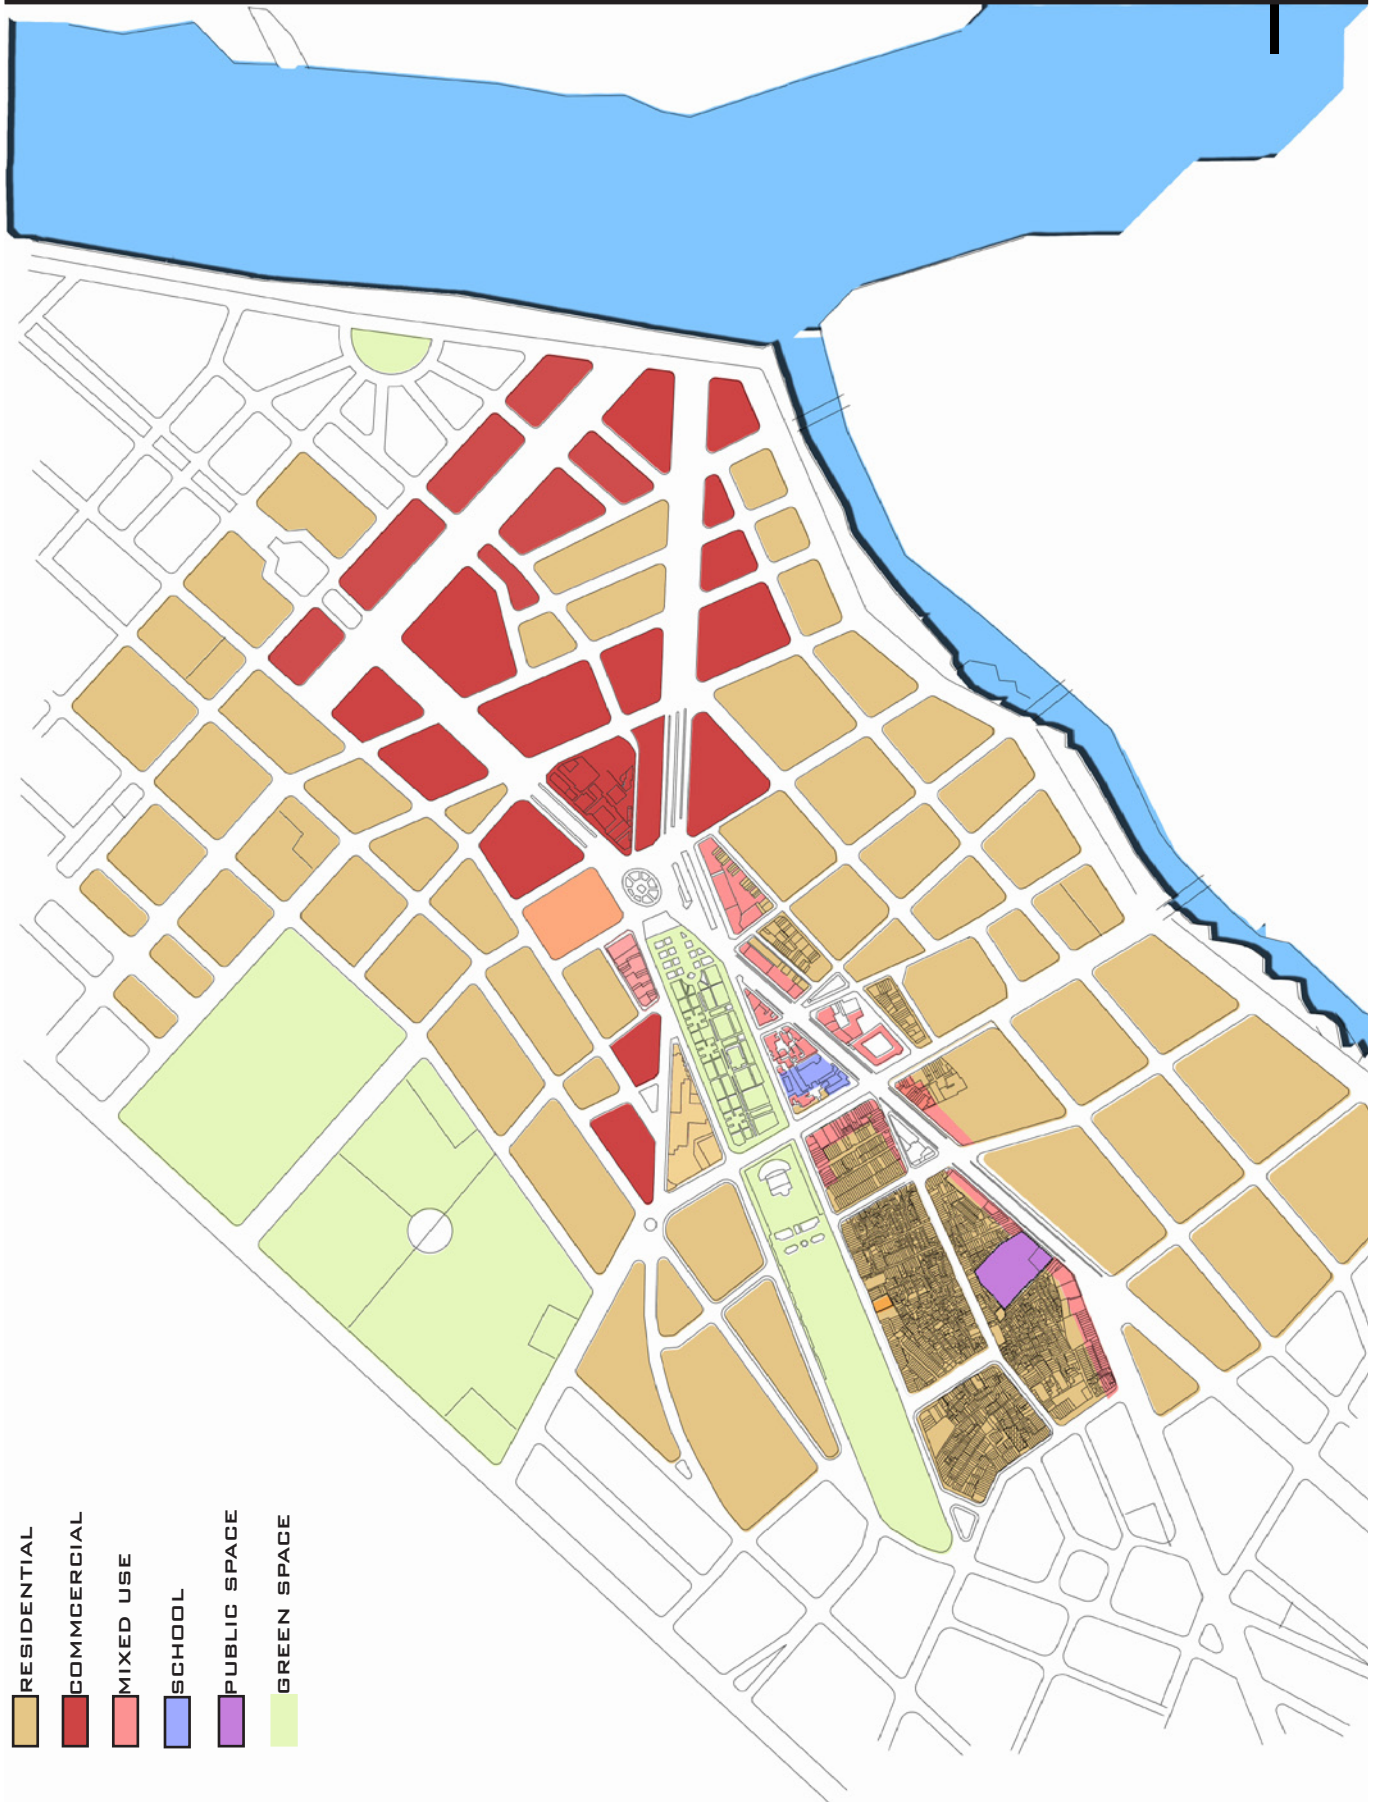 RESIDENTIAL
COMMCERCIAL
MIXED USE
SCHOOL
PUBLIC SPACE
GREEN SPACE